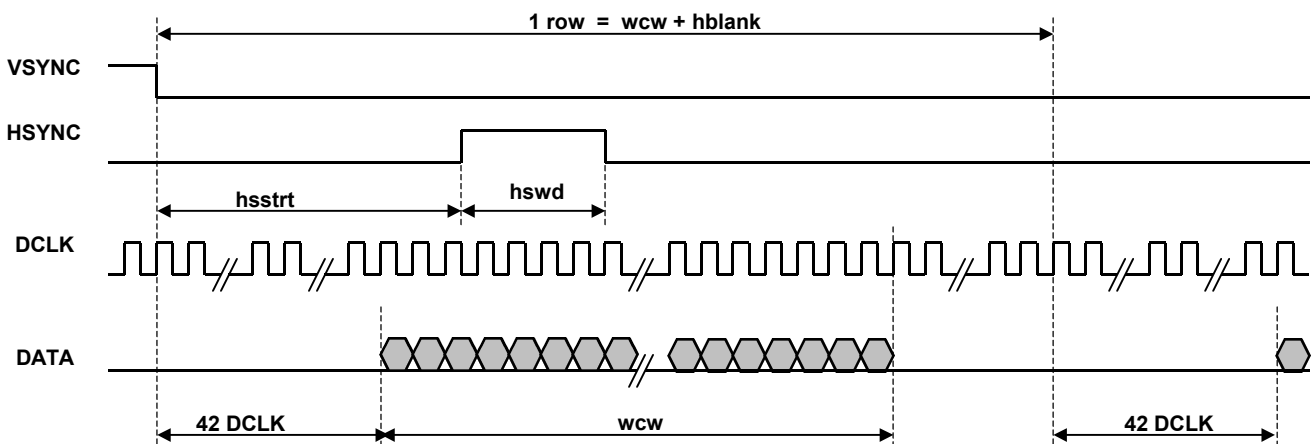 1 row = wcw + hblank
VSYNC
HSYNC
hsstrt
hswd
DCLK
DATA
42 DCLK
wcw
42 DCLK